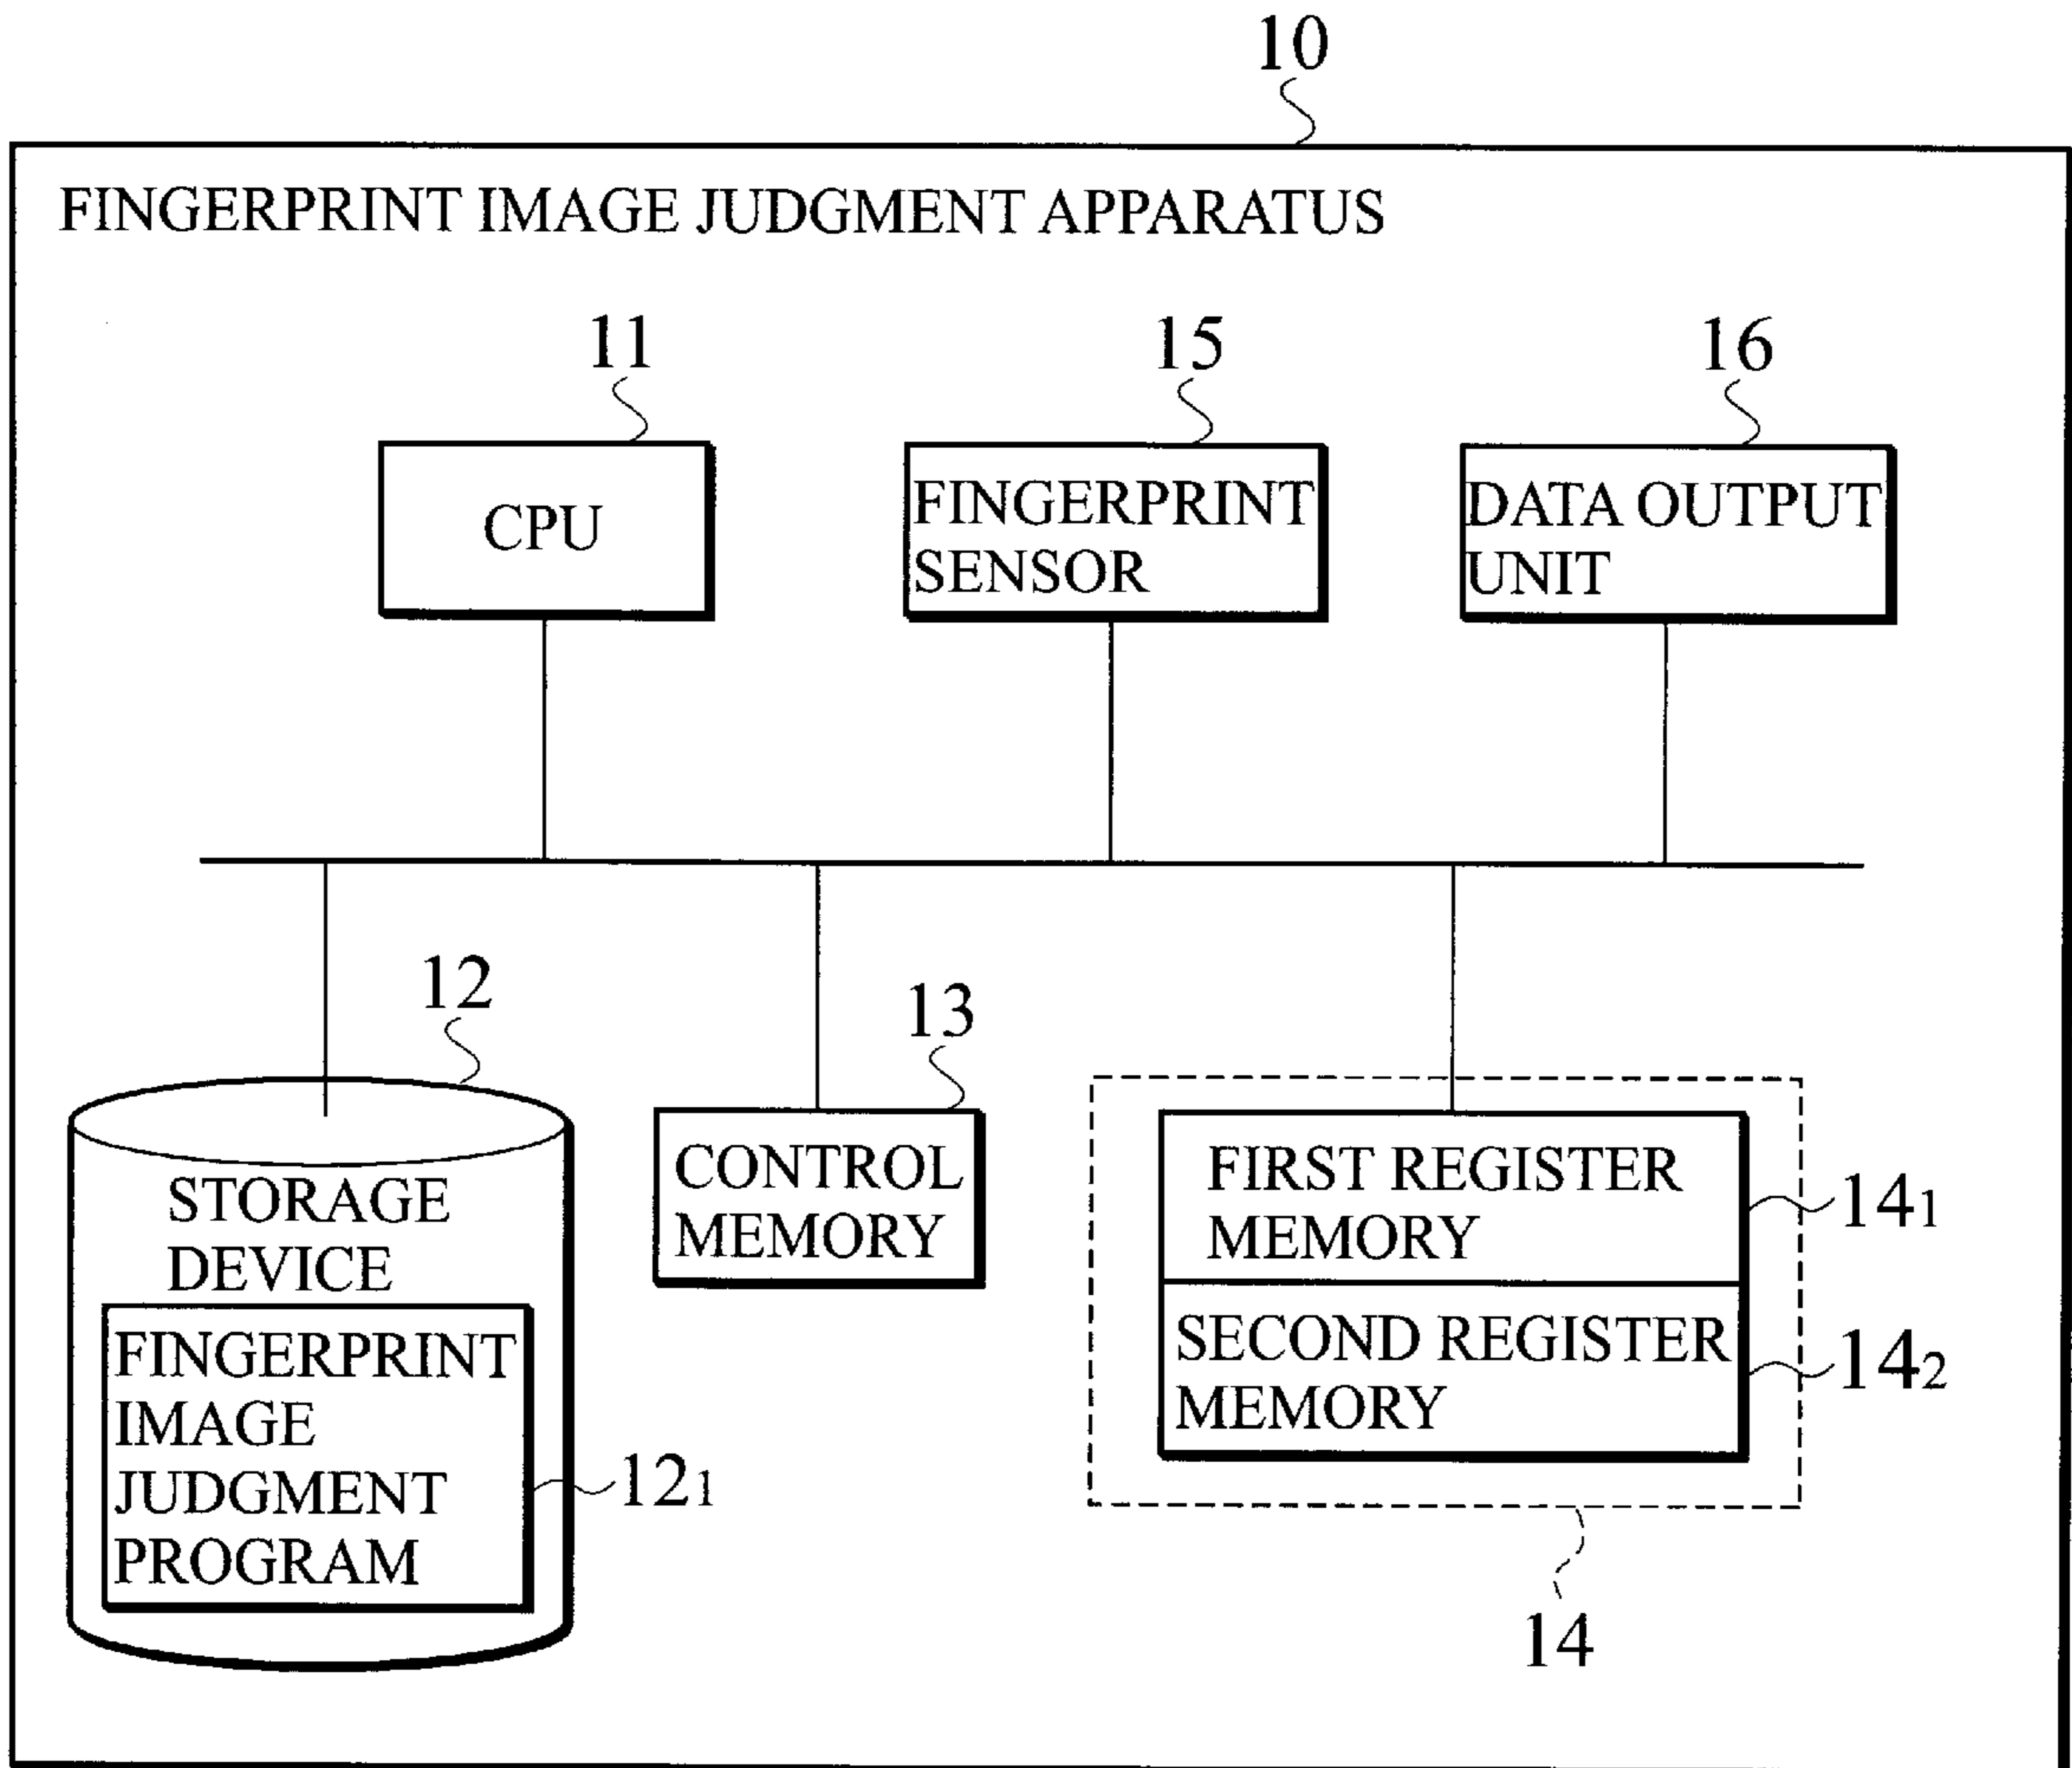 10
FINGERPRINT IMAGE JUDGMENT APPARATUS
11
15
16
CPU
FINGERPRINT
SENSOR
DATA OUTPUT
UNIT
12
13
STORAGE
DEVICE
CONTROL
MEMORY
FIRST REGISTER
MEMORY
14₁
SECOND REGISTER
MEMORY
14₂
FINGERPRINT
IMAGE
JUDGMENT
PROGRAM
12₁
14